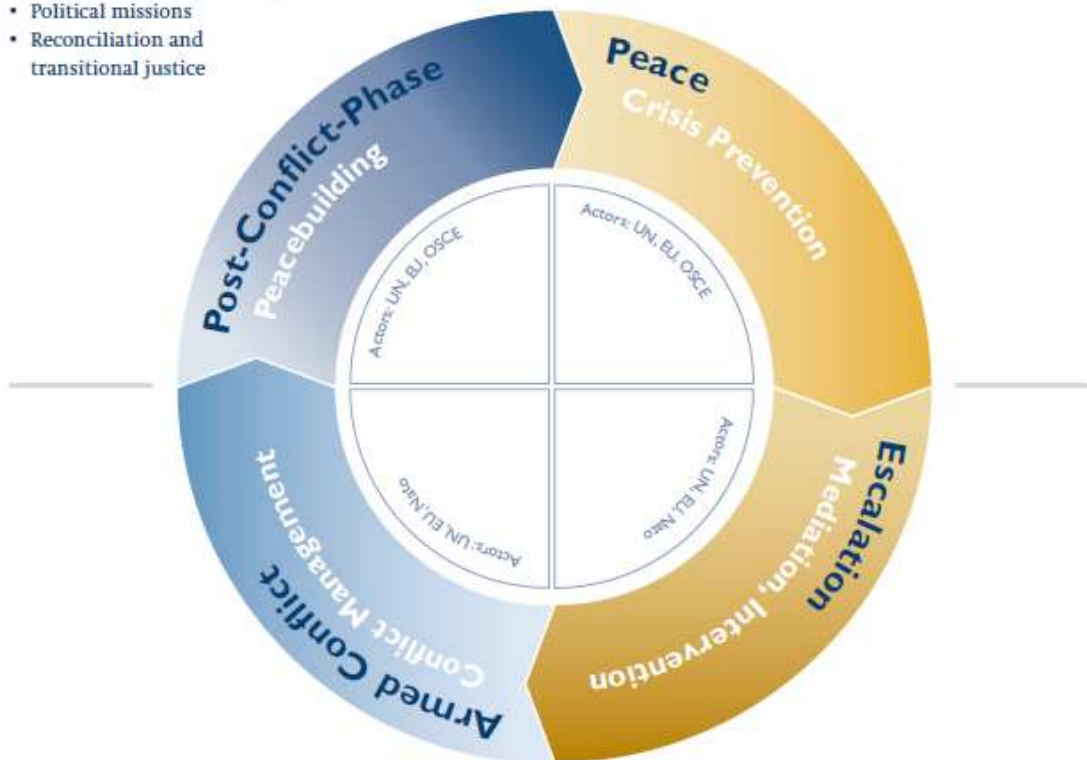 • Political missions
• Reconciliation and
transitional justice
Post-Conflict-Phase
Peacebuilding
Actors: UN, EU, OSCE
Peace
Crisis Prevention
Actors: UN, EU, OSCE
Escalation
Mediation, Intervention
Actors: UN, EU, Nato
Armed Conflict
Conflict Management
Actors: UN, EU, Nato